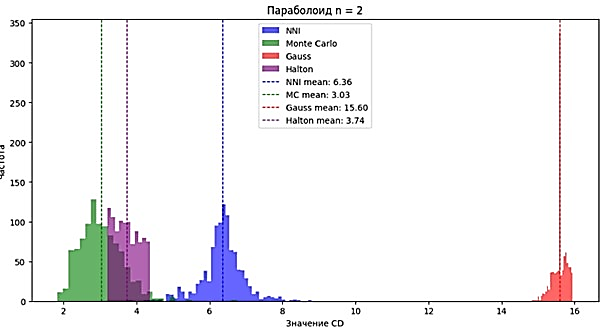 Параболоид n = 2
NNI
Monte Carlo
Gauss
Halton
NNI mean: 6.36
MC mean: 3.03
Gauss mean: 15.60
Halton mean: 3.74
350
300
250
200
150
100
50
0
Частота
2 4 6 8 10 12 14 16
Значение CD